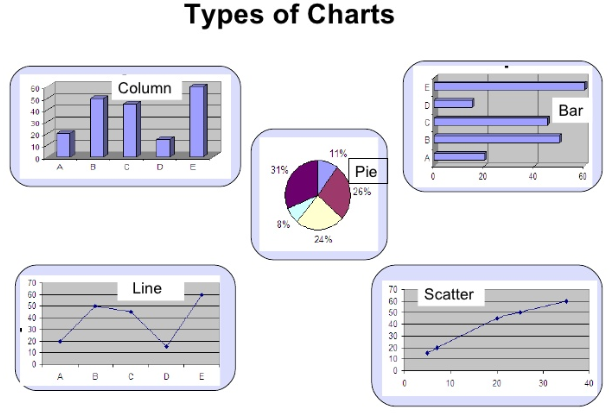 Types of Charts
Column
60
50
40
30
20
10
0
A B C D E
Bar
E
D
C
B
A
0 20 40 60
Pie
11%
26%
24%
8%
31%
Line
70
60
50
40
30
20
10
0
A B C D E
Scatter
70
60
50
40
30
20
10
0
0 10 20 30 40